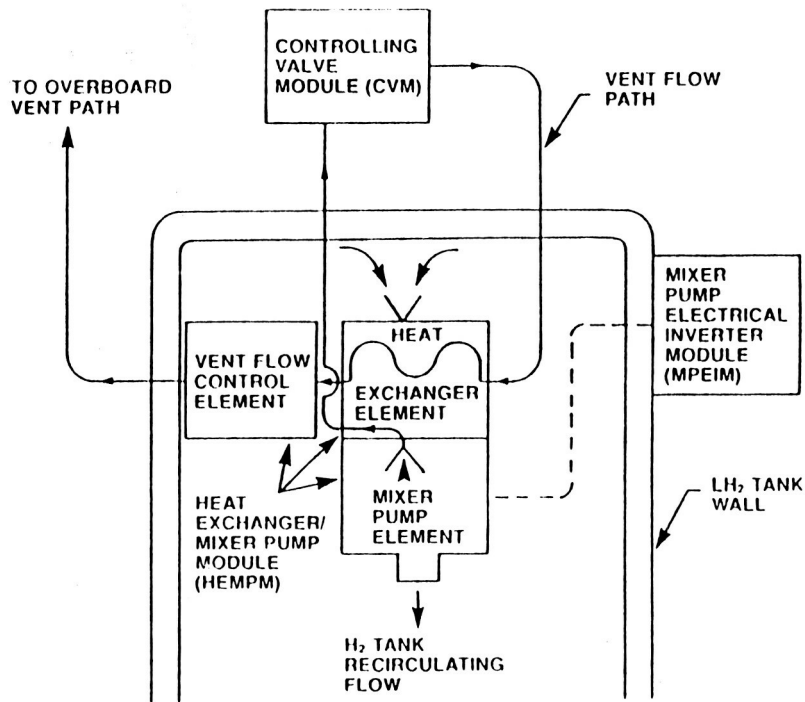 CONTROLLING
VALVE
MODULE (CVM)
TO OVERBOARD
VENT PATH
VENT FLOW
PATH
HEAT
EXCHANGER
ELEMENT
VENT FLOW
CONTROL
ELEMENT
MIXER
PUMP
ELECTRICAL
INVERTER
MODULE
(MPEIM)
MIXER
PUMP
ELEMENT
HEAT
EXCHANGER/
MIXER PUMP
MODULE
(HEMPM)
LH₂ TANK
WALL
H₂ TANK
RECIRCULATING
FLOW